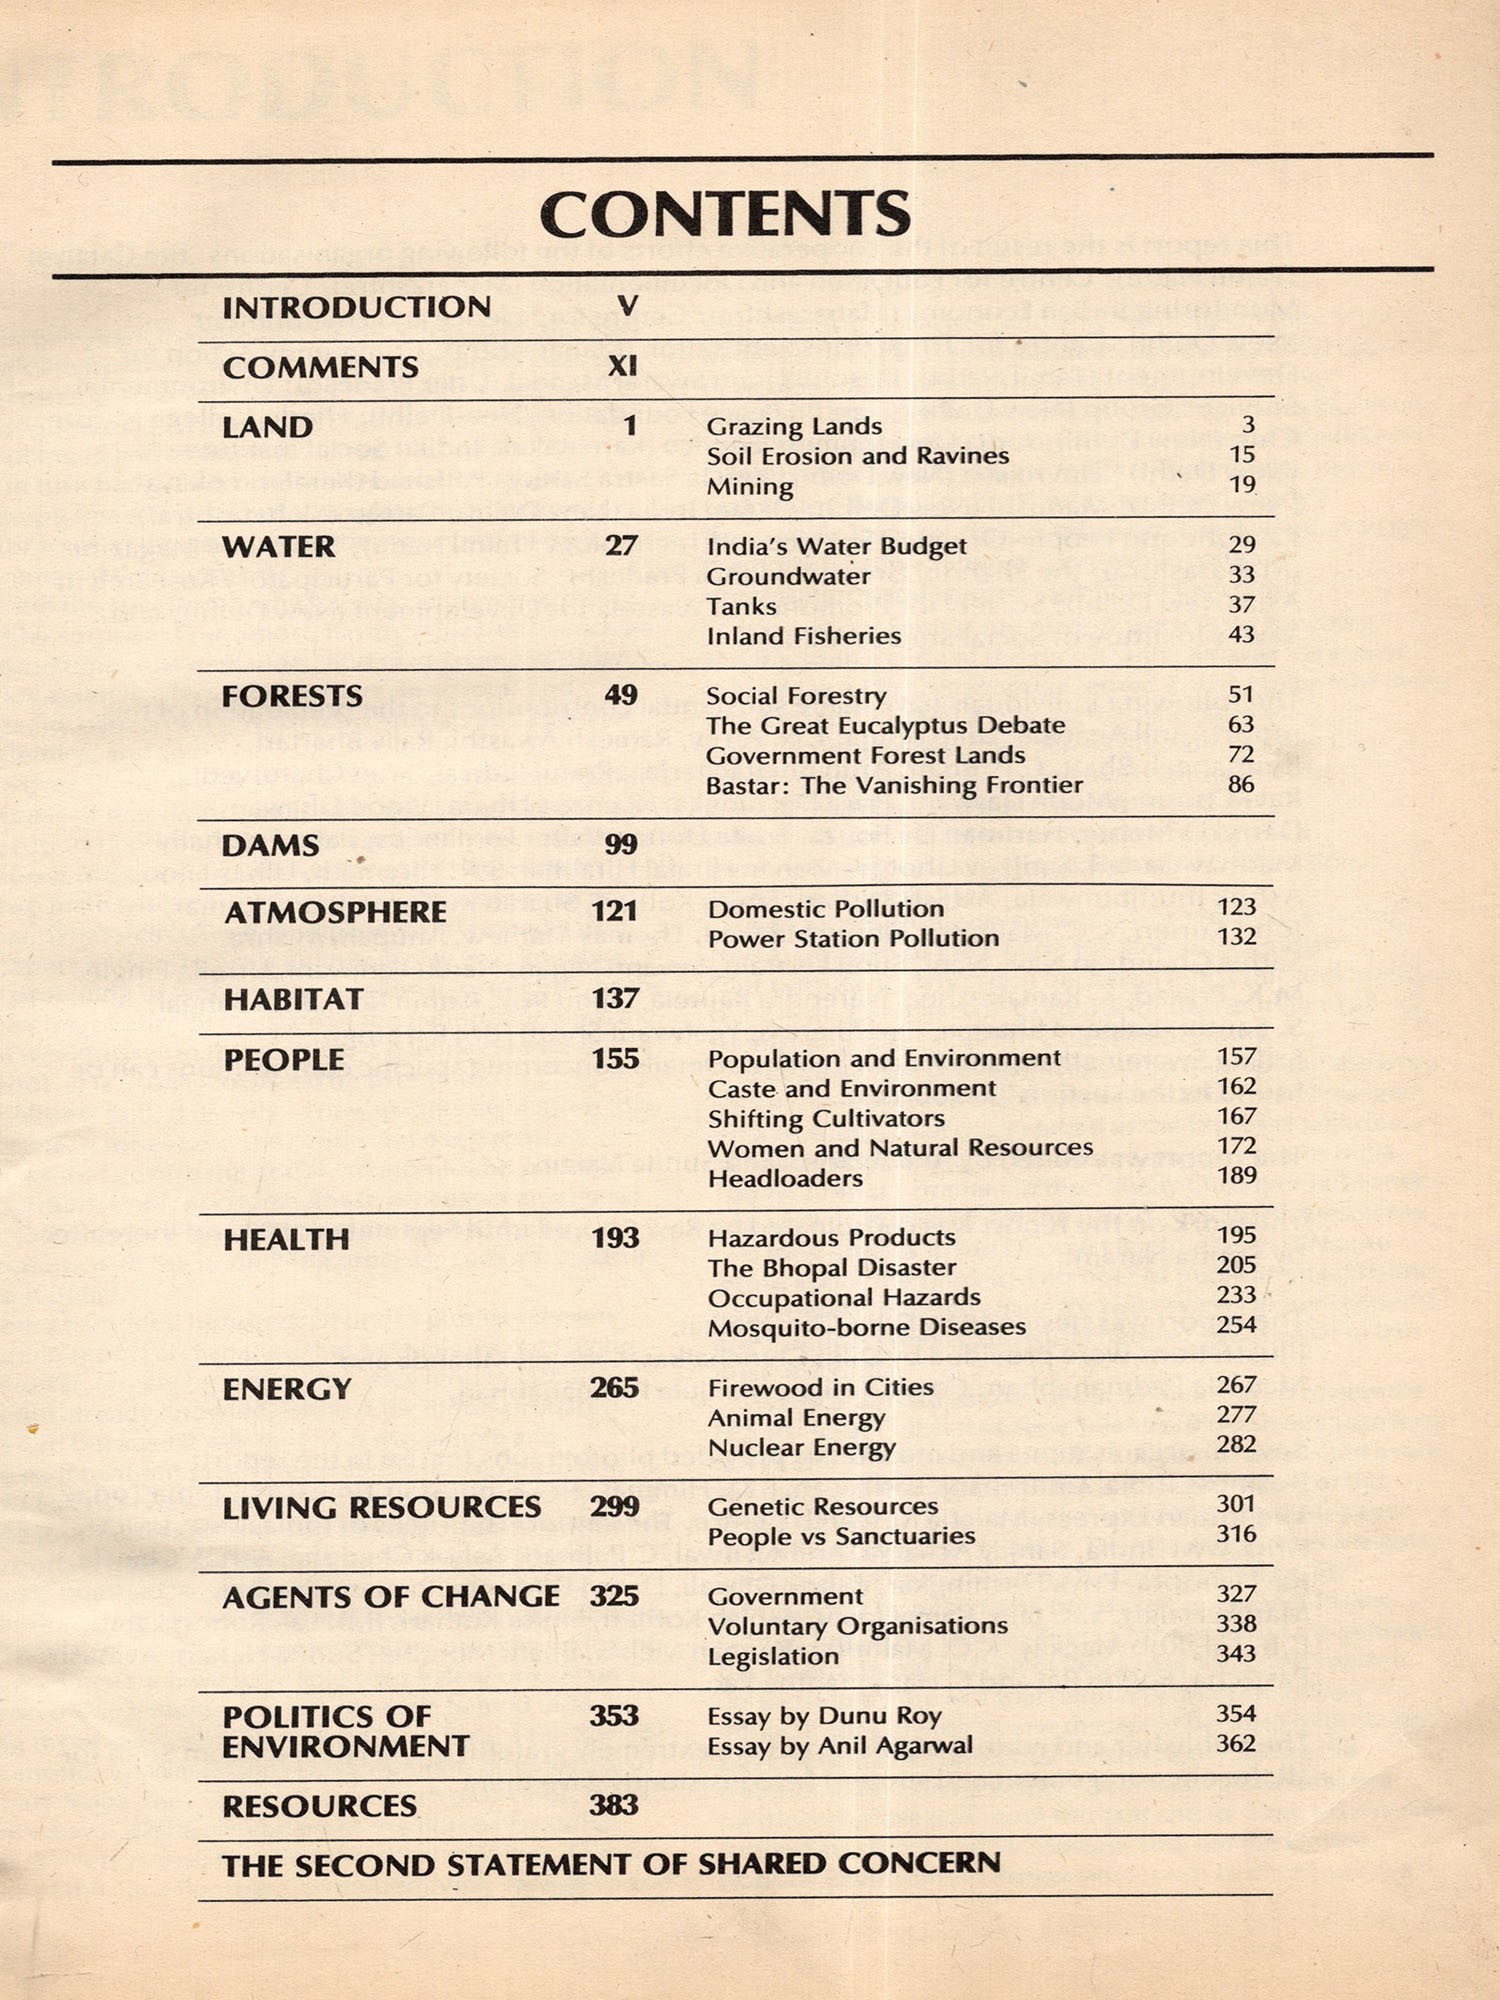 CONTENTS
INTRODUCTION V
COMMENTS XI
LAND 1 Grazing Lands 3
Soil Erosion and Ravines 15
Mining 19
WATER 27 India's Water Budget 29
Groundwater 33
Tanks 37
Inland Fisheries 43
FORESTS 49 Social Forestry 51
The Great Eucalyptus Debate 63
Government Forest Lands 72
Bastar: The Vanishing Frontier 86
DAMS 99
ATMOSPHERE 121 Domestic Pollution 123
Power Station Pollution 132
HABITAT 137
PEOPLE 155 Population and Environment 157
Caste and Environment 162
Shifting Cultivators 167
Women and Natural Resources 172
Headloaders 189
HEALTH 193 Hazardous Products 195
The Bhopal Disaster 205
Occupational Hazards 233
Mosquito-borne Diseases 254
ENERGY 265 Firewood in Cities 267
Animal Energy 277
Nuclear Energy 282
LIVING RESOURCES 299 Genetic Resources 301
People vs Sanctuaries 316
AGENTS OF CHANGE 325 Government 327
Voluntary Organisations 338
Legislation 343
POLITICS OF 353 Essay by Dunu Roy 354
ENVIRONMENT Essay by Anil Agarwal 362
RESOURCES 383
THE SECOND STATEMENT OF SHARED CONCERN